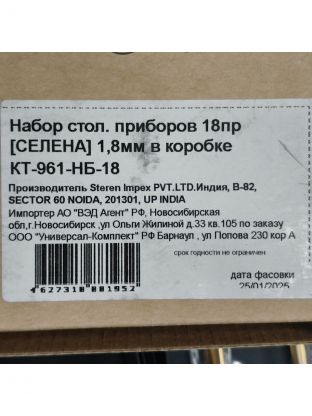 Набор стол. приборов 18пр
[СЕЛЕНА] 1,8мм в коробке
КТ-961-НБ-18
Производитель Steren Impex PVT.LTD.Индия, B-82,
SECTOR 60 NOIDA, 201301, UP INDIA
Импортер АО "ВЭД Агент" РФ, Новосибирская
обл,г.Новосибирск ,ул Ольги Жилиной д.33 кв.105 по заказу
ООО "Универсал-Комплект" РФ Барнаул , ул Попова 230 кор А
срок годности не ограничен
дата фасовки
25/01/2025
4627318881952